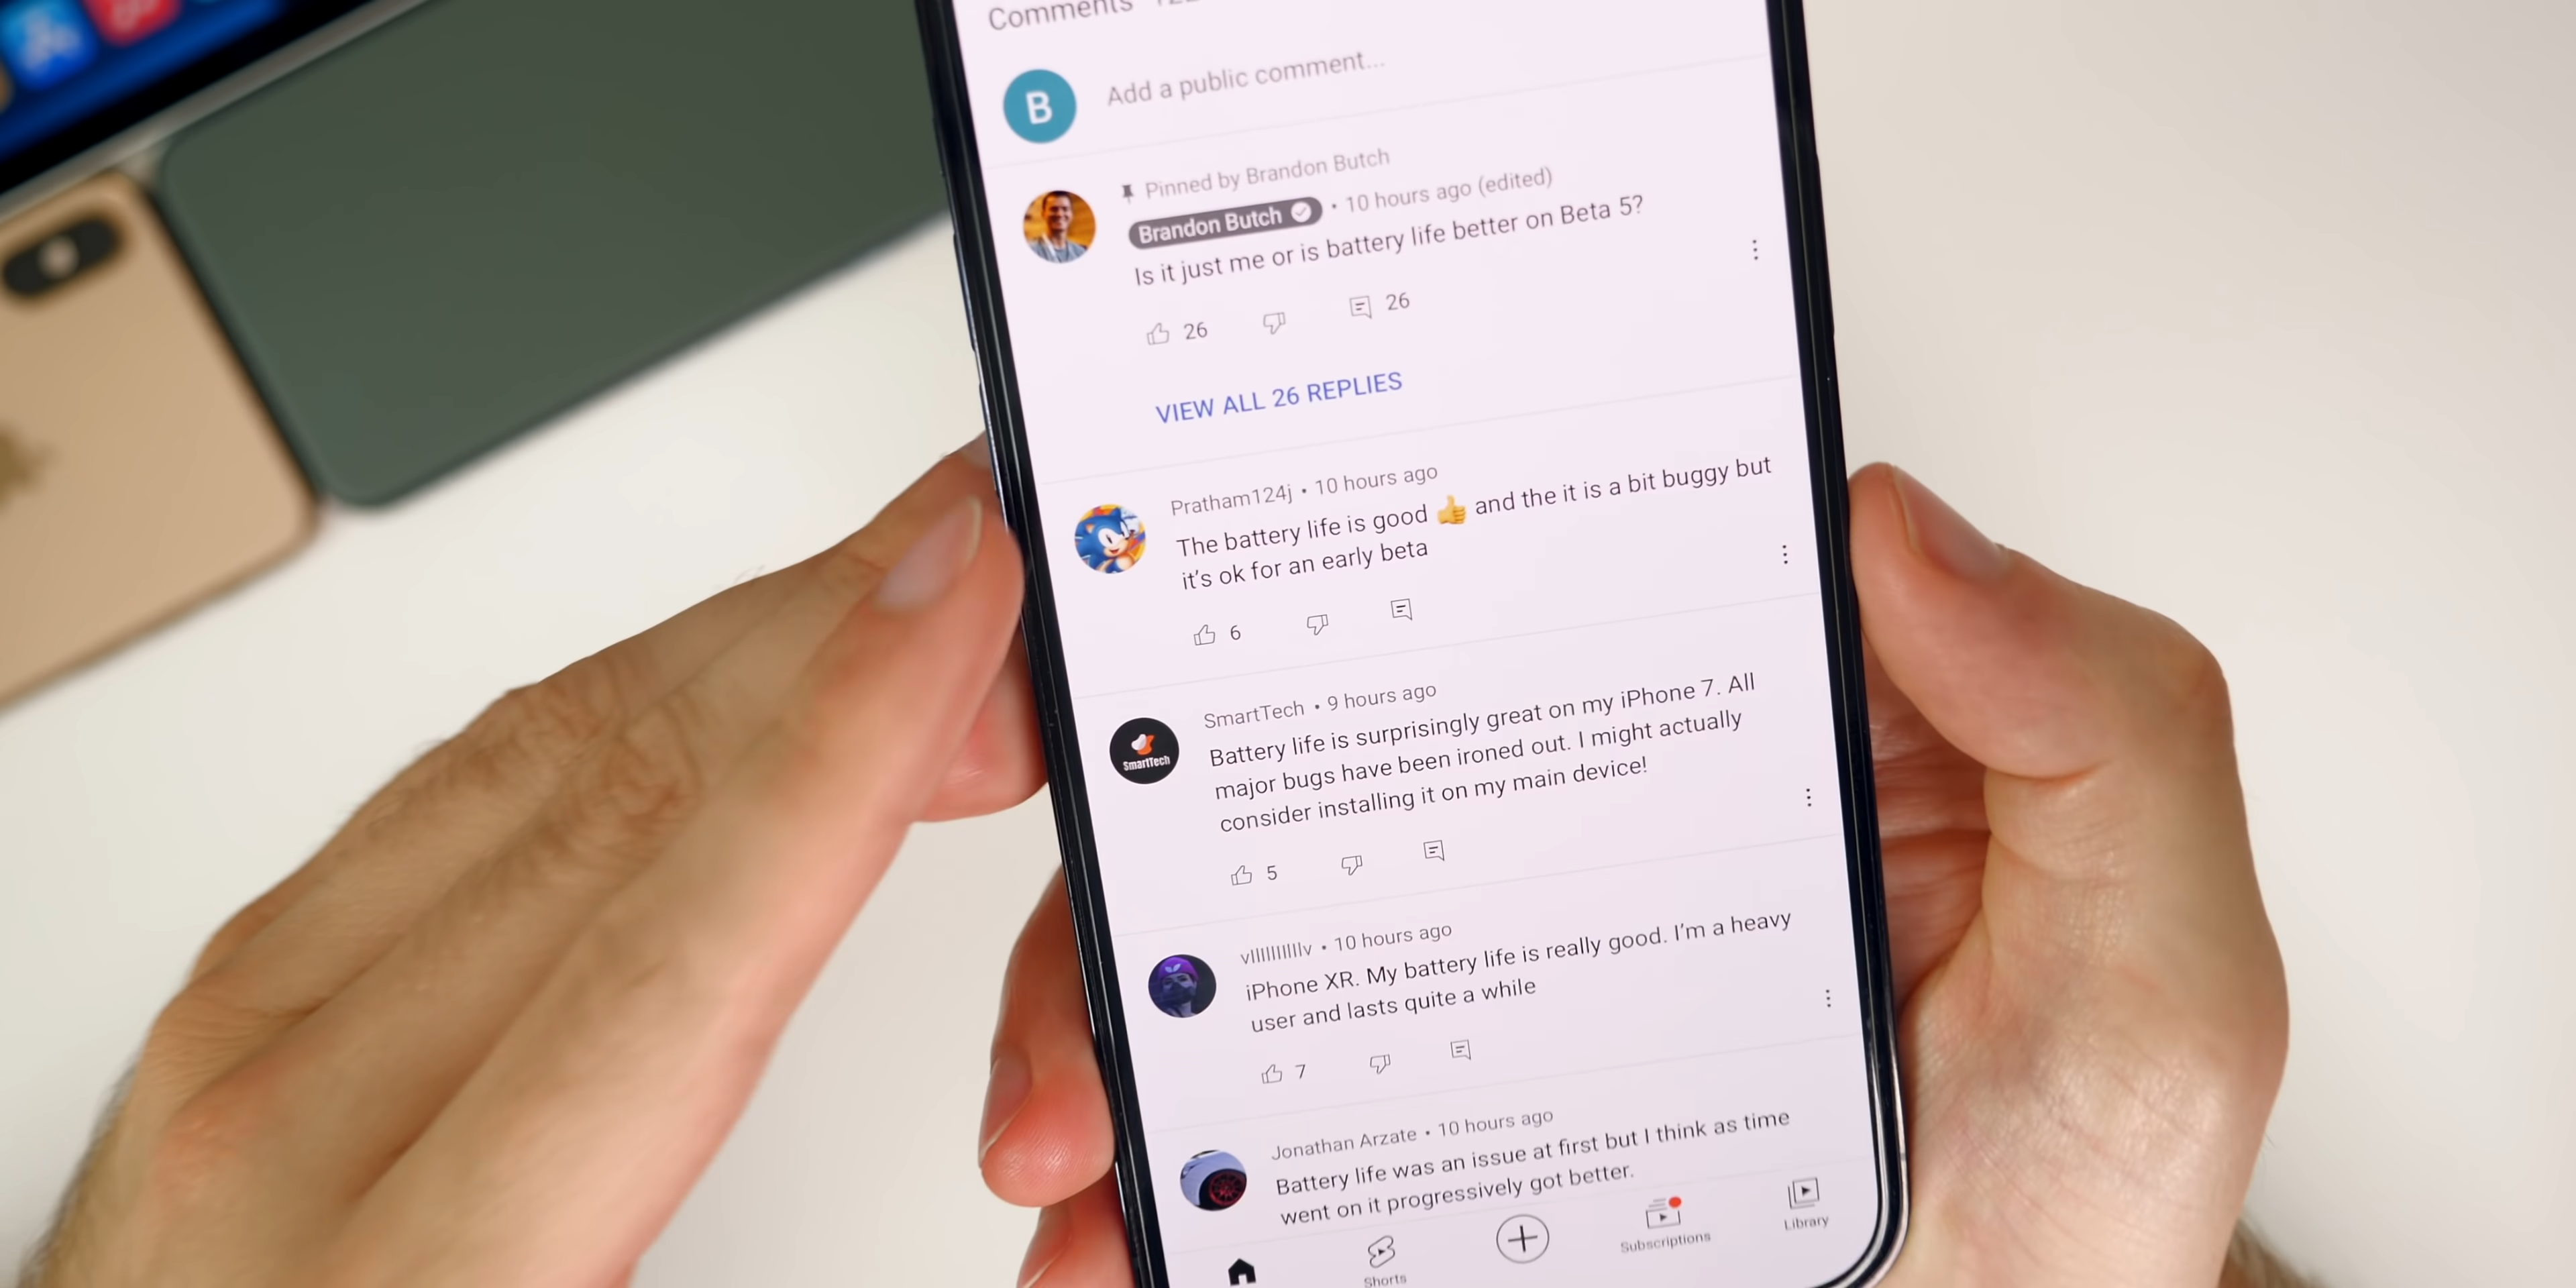 Comments
B
Add a public comment...
Pinned by Brandon Butch
Brandon Butch • 10 hours ago (edited)
Is it just me or is battery life better on Beta 5?
26 26
VIEW ALL 26 REPLIES
Pratham124j • 10 hours ago
The battery life is good 👍 and the it is a bit buggy but
it's ok for an early beta
6
SmartTech • 9 hours ago
SmartTech
Battery life is surprisingly great on my iPhone 7. All
major bugs have been ironed out. I might actually
consider installing it on my main device!
5
10 hours ago
iPhone XR. My battery life is really good. I'm a heavy
user and lasts quite a while
7
Jonathan Arzate • 10 hours ago
Battery life was an issue at first but I think as time
went on it progressively got better.
Shorts
Subscriptions
Library